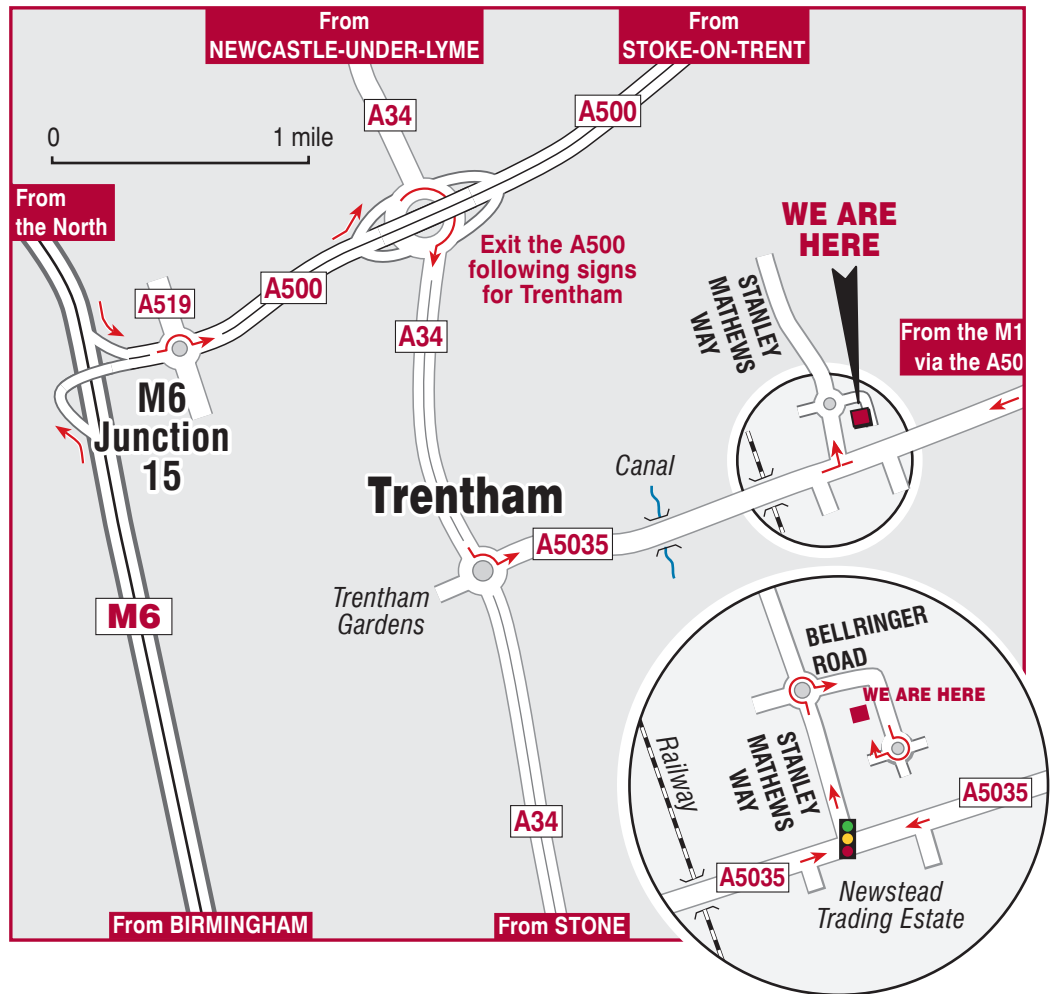 From
NEWCASTLE-UNDER-LYME
From
STOKE-ON-TRENT
A34
A500
0 1 mile
From
the North
WE ARE
HERE
Exit the A500
following signs
for Trentham
A519
A500
A34
STANLEY
MATHEWS
WAY
From the M1
via the A50
M6
Junction
15
Canal
Trentham
A5035
Trentham
Gardens
M6
BELLRINGER
ROAD
WE ARE HERE
Railway
STANLEY
MATHEWS
WAY
A5035
A34
A5035
Newstead
Trading Estate
From BIRMINGHAM
From STONE